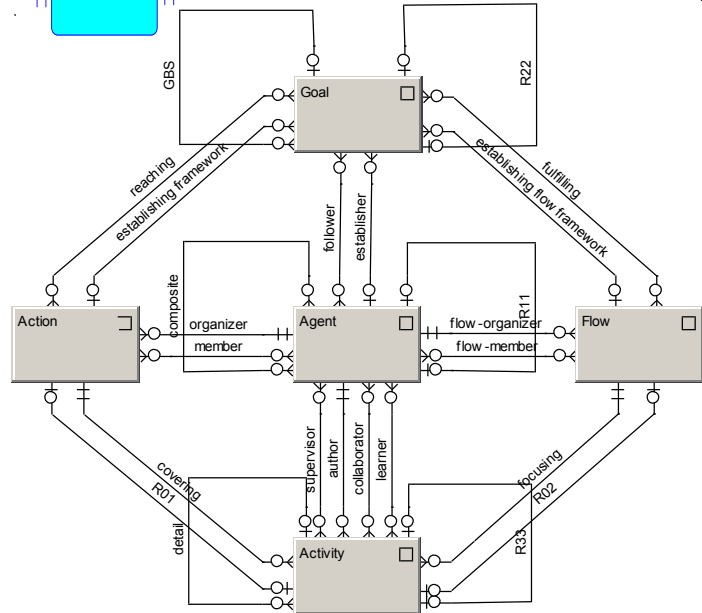 GBS
R22
Goal
reaching
establishing framework
fulfilling
establishing flow framework
follower
establisher
composite
R11
Action
organizer
member
Agent
flow-organizer
flow-member
Flow
supervisor
author
collaborator
learner
covering
R01
focusing
R02
detail
R33
Activity